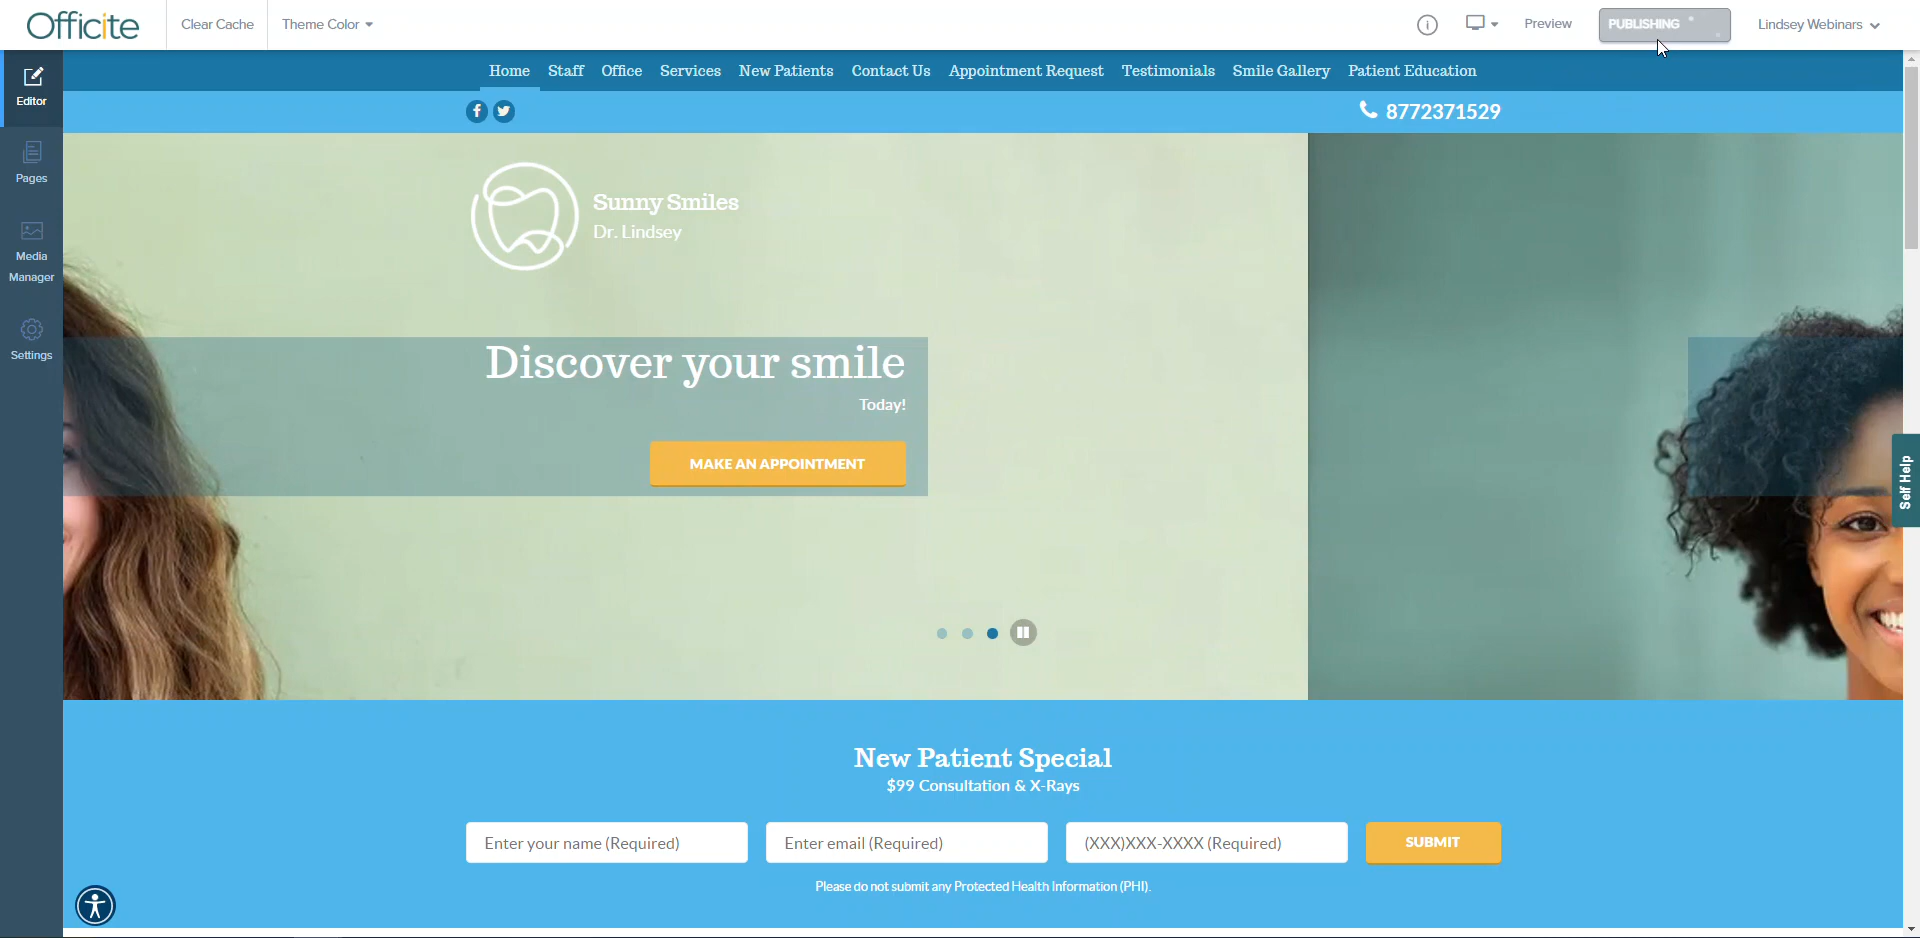 Officite
Clear Cache
Theme Color
Preview
PUBLISHING
Lindsey Webinars
Editor
Pages
Media
Manager
Settings
Home Staff Office Services New Patients Contact Us Appointment Request Testimonials Smile Gallery Patient Education
8772371529
Sunny Smiles
Dr. Lindsey
Discover your smile
Today!
MAKE AN APPOINTMENT
Self Help
New Patient Special
$99 Consultation & X-Rays
Enter your name (Required)
Enter email (Required)
(XXX)XXX-XXXX (Required)
SUBMIT
Please do not submit any Protected Health Information (PHI).